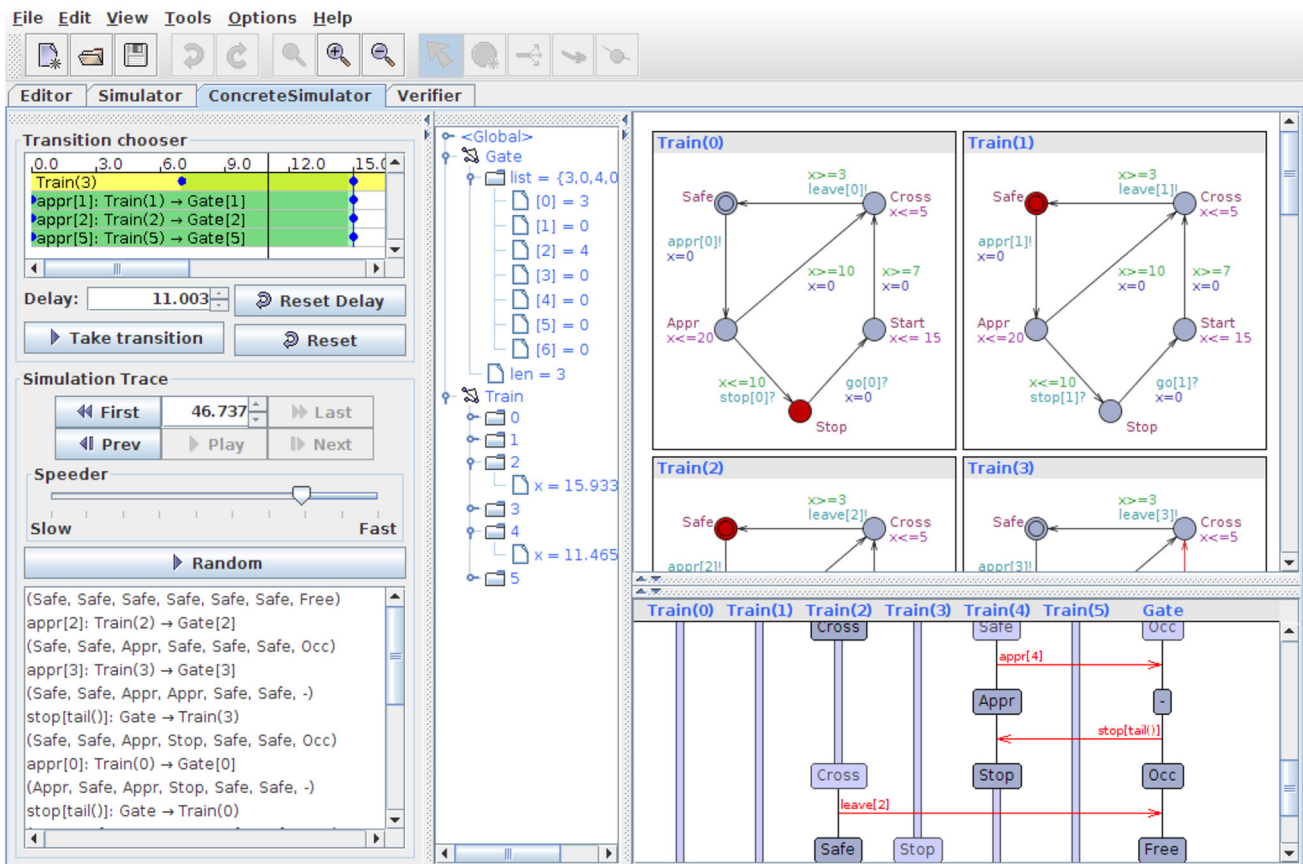 File Edit View Tools Options Help
Editor Simulator ConcreteSimulator Verifier
Transition chooser
0.0 3.0 6.0 9.0 12.0 15.0
Train(3)
appr[1]: Train(1) → Gate[1]
appr[2]: Train(2) → Gate[2]
appr[5]: Train(5) → Gate[5]
Delay: 11.003 Reset Delay
Take transition Reset
Simulation Trace
First 46.737 Last
Prev Play Next
Speeder
Slow Fast
Random
(Safe, Safe, Safe, Safe, Safe, Safe, Free)
appr[2]: Train(2) → Gate[2]
(Safe, Safe, Appr, Safe, Safe, Safe, Occ)
appr[3]: Train(3) → Gate[3]
(Safe, Safe, Appr, Appr, Safe, Safe, -)
stop[tail()]: Gate → Train(3)
(Safe, Safe, Appr, Stop, Safe, Safe, Occ)
appr[0]: Train(0) → Gate[0]
(Appr, Safe, Appr, Stop, Safe, Safe, -)
stop[tail()]: Gate → Train(0)
<Global>
Gate
list = {3,0,4,0
[0] = 3
[1] = 0
[2] = 4
[3] = 0
[4] = 0
[5] = 0
[6] = 0
len = 3
Train
0
1
2
x = 15.933
3
4
x = 11.465
5
Train(0)
x>=3
leave[0]!
Safe
Cross
x<=5
appr[0]!
x=0
x>=10
x=0
x>=7
x=0
Appr
x<=20
Start
x<= 15
x<=10
stop[0]?
go[0]?
x=0
Stop
Train(1)
x>=3
leave[1]!
Safe
Cross
x<=5
appr[1]!
x=0
x>=10
x=0
x>=7
x=0
Appr
x<=20
Start
x<= 15
x<=10
stop[1]?
go[1]?
x=0
Stop
Train(2)
x>=3
leave[2]!
Safe
Cross
x<=5
appr[2]!
Train(3)
x>=3
leave[3]!
Safe
Cross
x<=5
appr[3]!
Train(0) Train(1) Train(2) Train(3) Train(4) Train(5) Gate
Cross Safe Occ
appr[4]
Appr -
stop[tail()]
Cross Stop Occ
leave[2]
Safe Stop Free